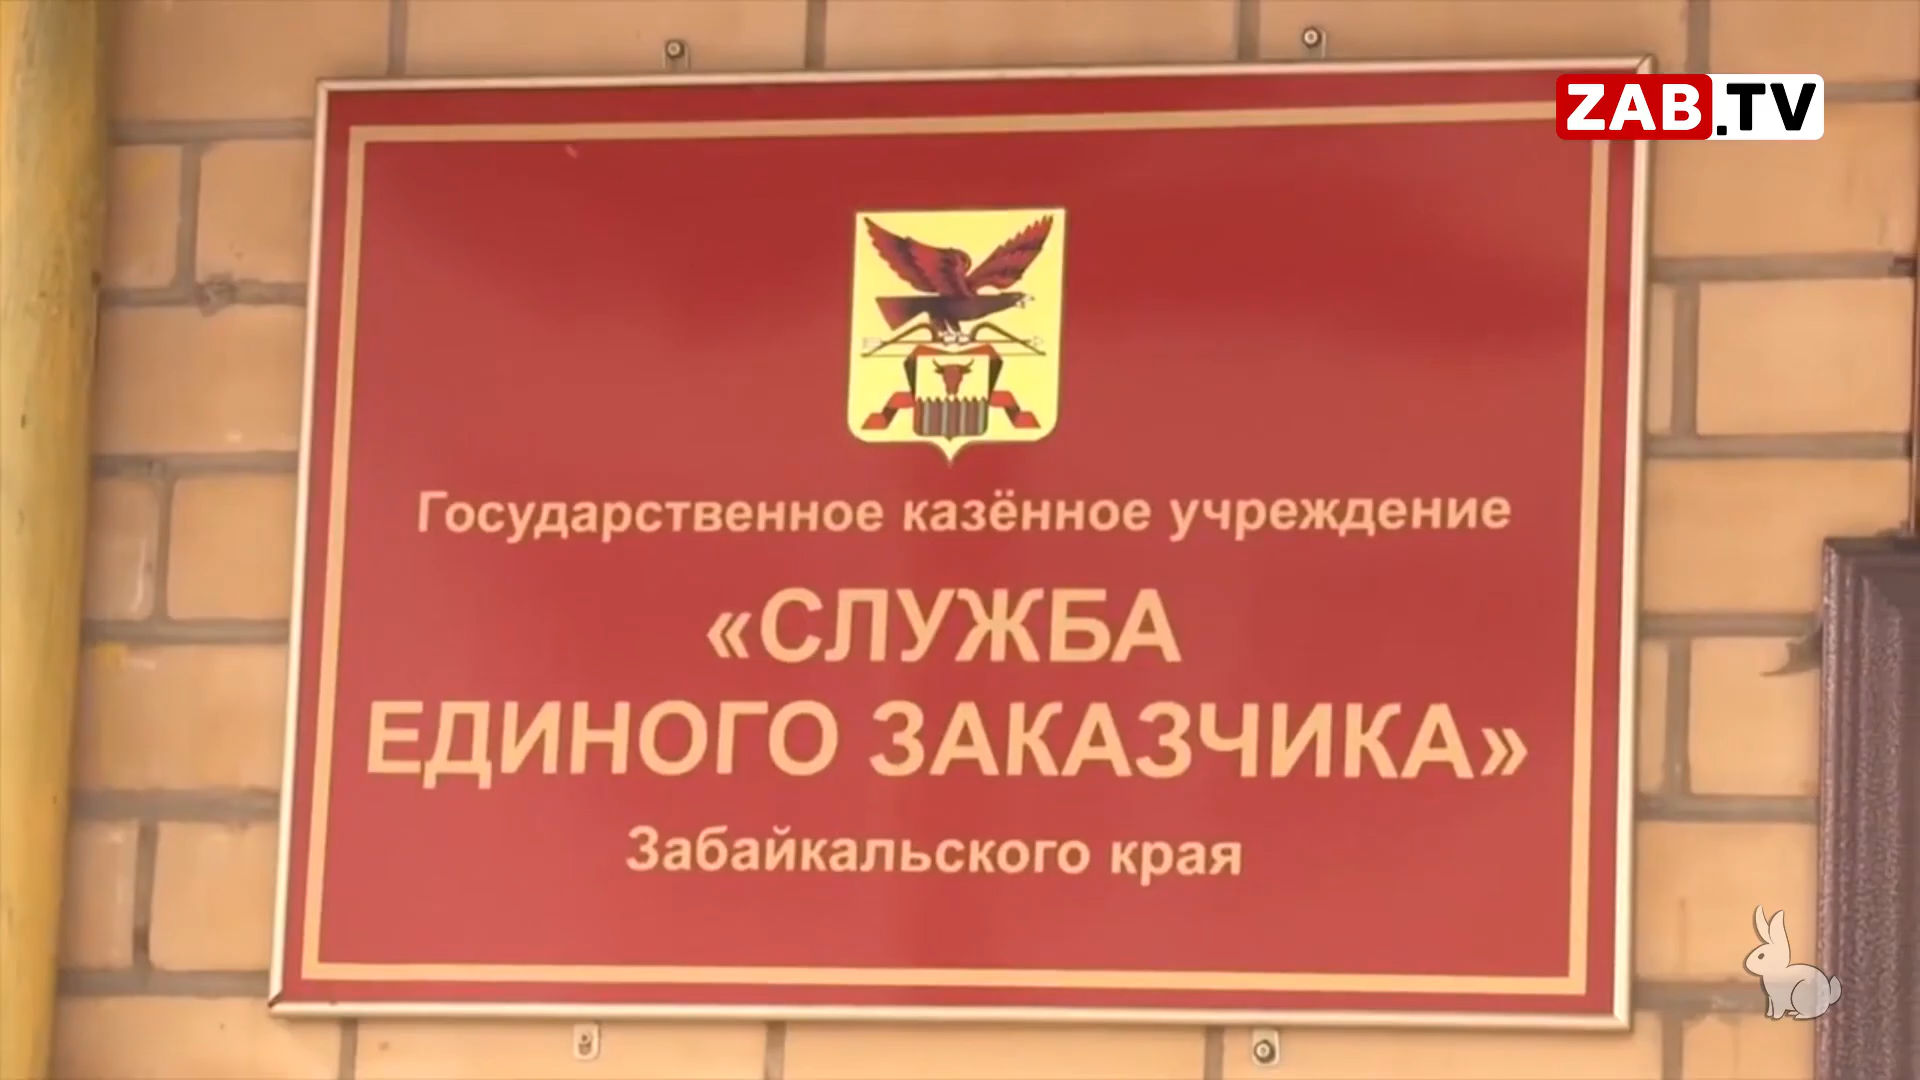 ZAB.TV
Государственное казённое учреждение
«СЛУЖБА
ЕДИНОГО ЗАКАЗЧИКА»
Забайкальского края